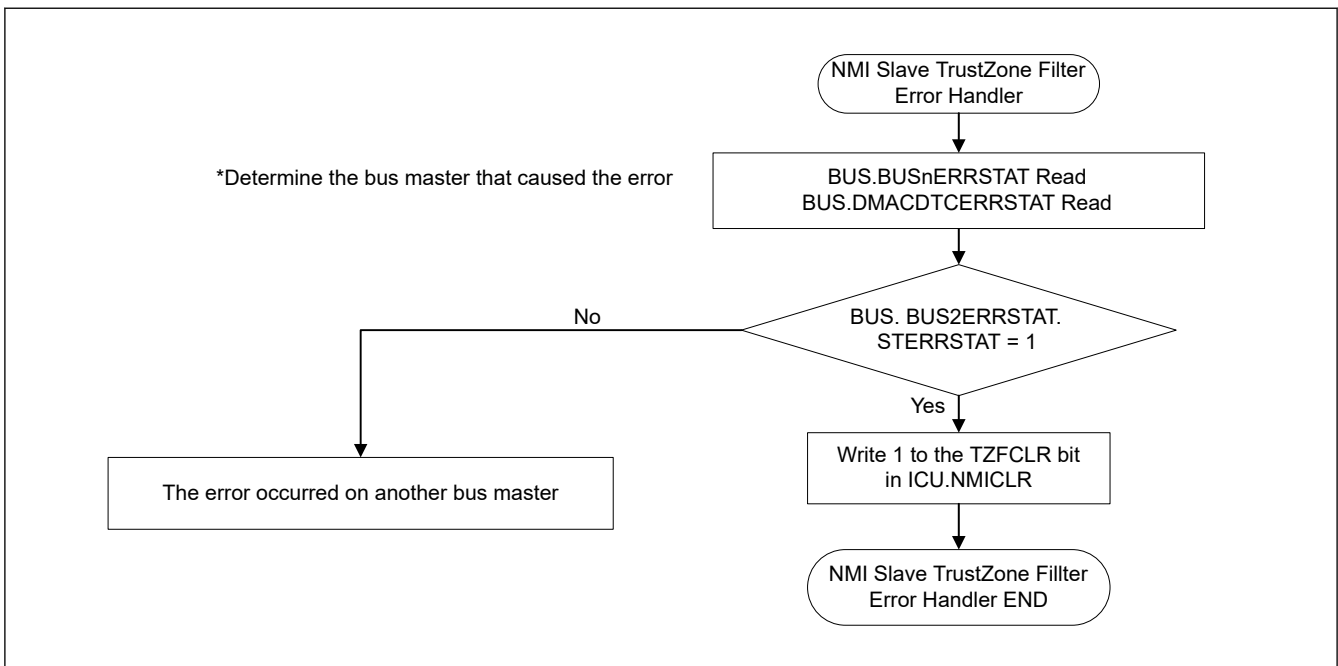 NMI Slave TrustZone Filter
Error Handler
*Determine the bus master that caused the error
BUS.BUSnERRSTAT Read
BUS.DMACDTCERRSTAT Read
No
BUS. BUS2ERRSTAT.
STERRSTAT = 1
Yes
Write 1 to the TZFCLR bit
in ICU.NMICLR
The error occurred on another bus master
NMI Slave TrustZone Fillter
Error Handler END